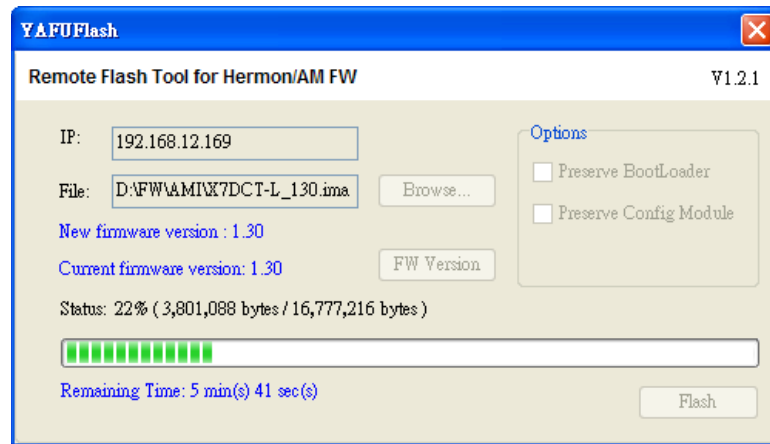 YAFUFlash
Remote Flash Tool for Hermon/AM FW V1.2.1
IP: 192.168.12.169
File: D:\FW\AMI\X7DCT-L_130.ima Browse...
New firmware version : 1.30
Current firmware version: 1.30 FW Version
Options
Preserve BootLoader
Preserve Config Module
Status: 22% ( 3,801,088 bytes / 16,777,216 bytes )
Remaining Time: 5 min(s) 41 sec(s)
Flash